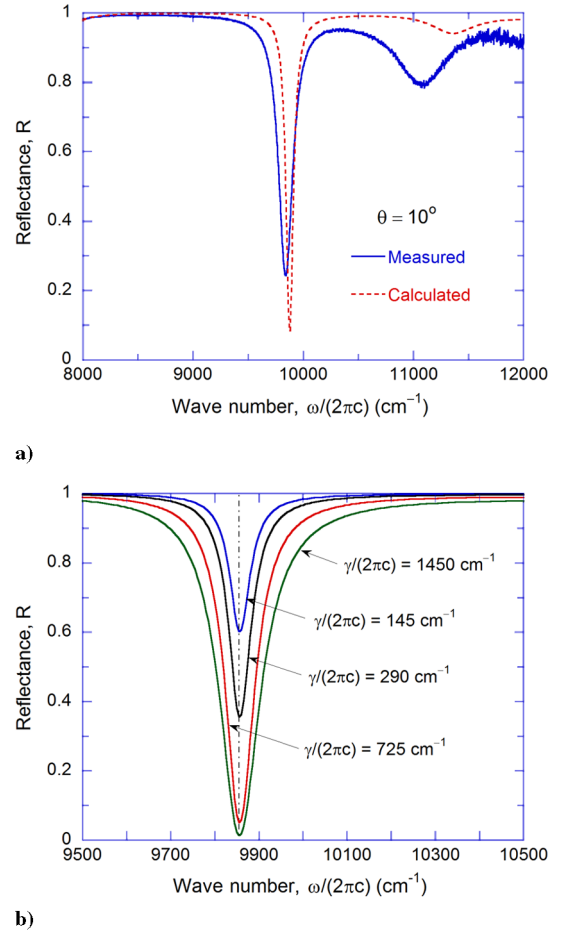 1
0.8
0.6
0.4
0.2
0
Reflectance, R
θ = 10°
Measured
Calculated
8000 9000 10000 11000 12000
Wave number, ω/(2πc) (cm⁻¹)
a)
1
0.8
0.6
0.4
0.2
0
Reflectance, R
γ/(2πc) = 1450 cm⁻¹
γ/(2πc) = 145 cm⁻¹
γ/(2πc) = 290 cm⁻¹
γ/(2πc) = 725 cm⁻¹
9500 9700 9900 10100 10300 10500
Wave number, ω/(2πc) (cm⁻¹)
b)